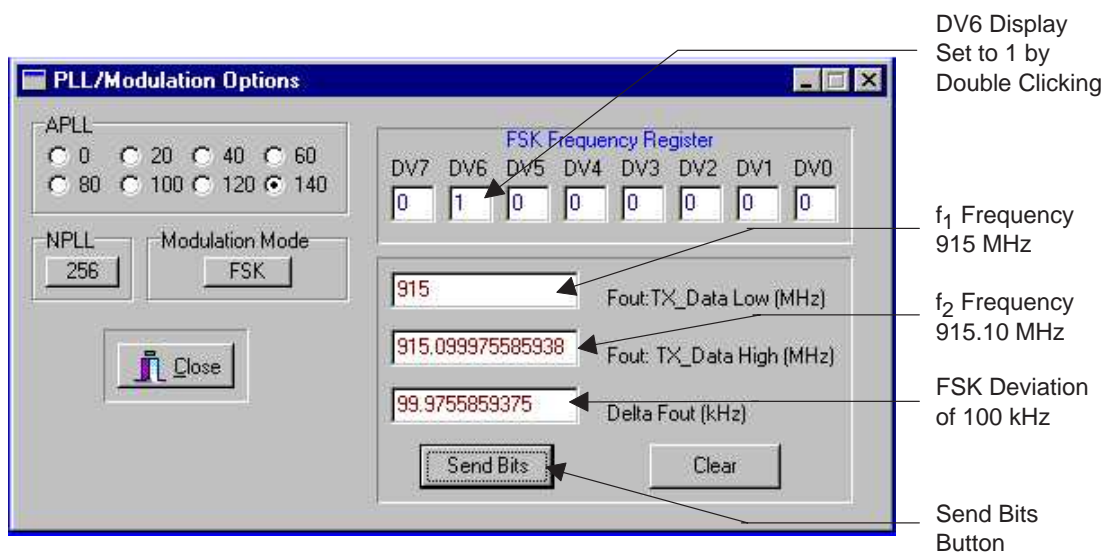 DV6 Display
Set to 1 by
Double Clicking
PLL/Modulation Options
APLL
0 20 40 60
80 100 120 140
NPLL
256
Modulation Mode
FSK
Close
FSK Frequency Register
DV7 DV6 DV5 DV4 DV3 DV2 DV1 DV0
0 1 0 0 0 0 0 0
915
Fout:TX_Data Low (MHz)
915.099975585938
Fout: TX_Data High (MHz)
99.9755859375
Delta Fout (kHz)
Send Bits
Clear
f1 Frequency
915 MHz
f2 Frequency
915.10 MHz
FSK Deviation
of 100 kHz
Send Bits
Button